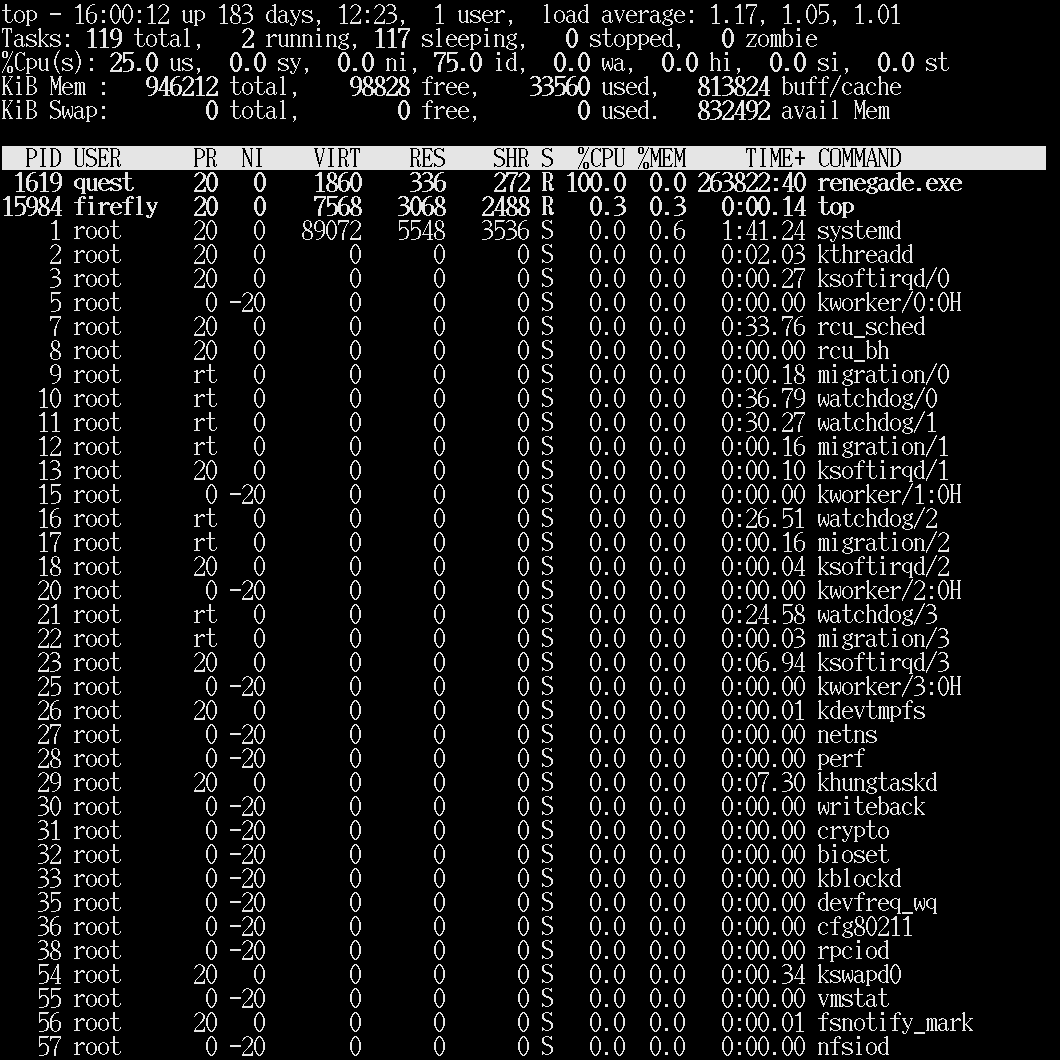 top - 16:00:12 up 183 days, 12:23,  1 user,  load average: 1.17, 1.05, 1.01
Tasks: 119 total,   2 running, 117 sleeping,   0 stopped,   0 zombie
%Cpu(s): 25.0 us,  0.0 sy,  0.0 ni, 75.0 id,  0.0 wa,  0.0 hi,  0.0 si,  0.0 st
KiB Mem :   946212 total,    98828 free,    33560 used,   813824 buff/cache
KiB Swap:        0 total,        0 free,        0 used.   832492 avail Mem
PID USER PR NI VIRT RES SHR S %CPU %MEM TIME+ COMMAND
1619 quest 20 0 1860 336 272 R 100.0 0.0 263822:40 renegade.exe
15984 firefly 20 0 7568 3068 2488 R 0.3 0.3 0:00.14 top
1 root 20 0 89072 5548 3536 S 0.0 0.6 1:41.24 systemd
2 root 20 0 0 0 0 S 0.0 0.0 0:02.03 kthreadd
3 root 20 0 0 0 0 S 0.0 0.0 0:00.27 ksoftirqd/0
5 root 0 -20 0 0 0 S 0.0 0.0 0:00.00 kworker/0:0H
7 root 20 0 0 0 0 S 0.0 0.0 0:33.76 rcu_sched
8 root 20 0 0 0 0 S 0.0 0.0 0:00.00 rcu_bh
9 root rt 0 0 0 0 S 0.0 0.0 0:00.18 migration/0
10 root rt 0 0 0 0 S 0.0 0.0 0:36.79 watchdog/0
11 root rt 0 0 0 0 S 0.0 0.0 0:30.27 watchdog/1
12 root rt 0 0 0 0 S 0.0 0.0 0:00.16 migration/1
13 root 20 0 0 0 0 S 0.0 0.0 0:00.10 ksoftirqd/1
15 root 0 -20 0 0 0 S 0.0 0.0 0:00.00 kworker/1:0H
16 root rt 0 0 0 0 S 0.0 0.0 0:26.51 watchdog/2
17 root rt 0 0 0 0 S 0.0 0.0 0:00.16 migration/2
18 root 20 0 0 0 0 S 0.0 0.0 0:00.04 ksoftirqd/2
20 root 0 -20 0 0 0 S 0.0 0.0 0:00.00 kworker/2:0H
21 root rt 0 0 0 0 S 0.0 0.0 0:24.58 watchdog/3
22 root rt 0 0 0 0 S 0.0 0.0 0:00.03 migration/3
23 root 20 0 0 0 0 S 0.0 0.0 0:06.94 ksoftirqd/3
25 root 0 -20 0 0 0 S 0.0 0.0 0:00.00 kworker/3:0H
26 root 20 0 0 0 0 S 0.0 0.0 0:00.01 kdevtmpfs
27 root 0 -20 0 0 0 S 0.0 0.0 0:00.00 netns
28 root 0 -20 0 0 0 S 0.0 0.0 0:00.00 perf
29 root 20 0 0 0 0 S 0.0 0.0 0:07.30 khungtaskd
30 root 0 -20 0 0 0 S 0.0 0.0 0:00.00 writeback
31 root 0 -20 0 0 0 S 0.0 0.0 0:00.00 crypto
32 root 0 -20 0 0 0 S 0.0 0.0 0:00.00 bioset
33 root 0 -20 0 0 0 S 0.0 0.0 0:00.00 kblockd
35 root 0 -20 0 0 0 S 0.0 0.0 0:00.00 devfreq_wq
36 root 0 -20 0 0 0 S 0.0 0.0 0:00.00 cfg80211
38 root 0 -20 0 0 0 S 0.0 0.0 0:00.00 rpciod
54 root 20 0 0 0 0 S 0.0 0.0 0:00.34 kswapd0
55 root 0 -20 0 0 0 S 0.0 0.0 0:00.00 vmstat
56 root 20 0 0 0 0 S 0.0 0.0 0:00.01 fsnotify_mark
57 root 0 -20 0 0 0 S 0.0 0.0 0:00.00 nfsiod